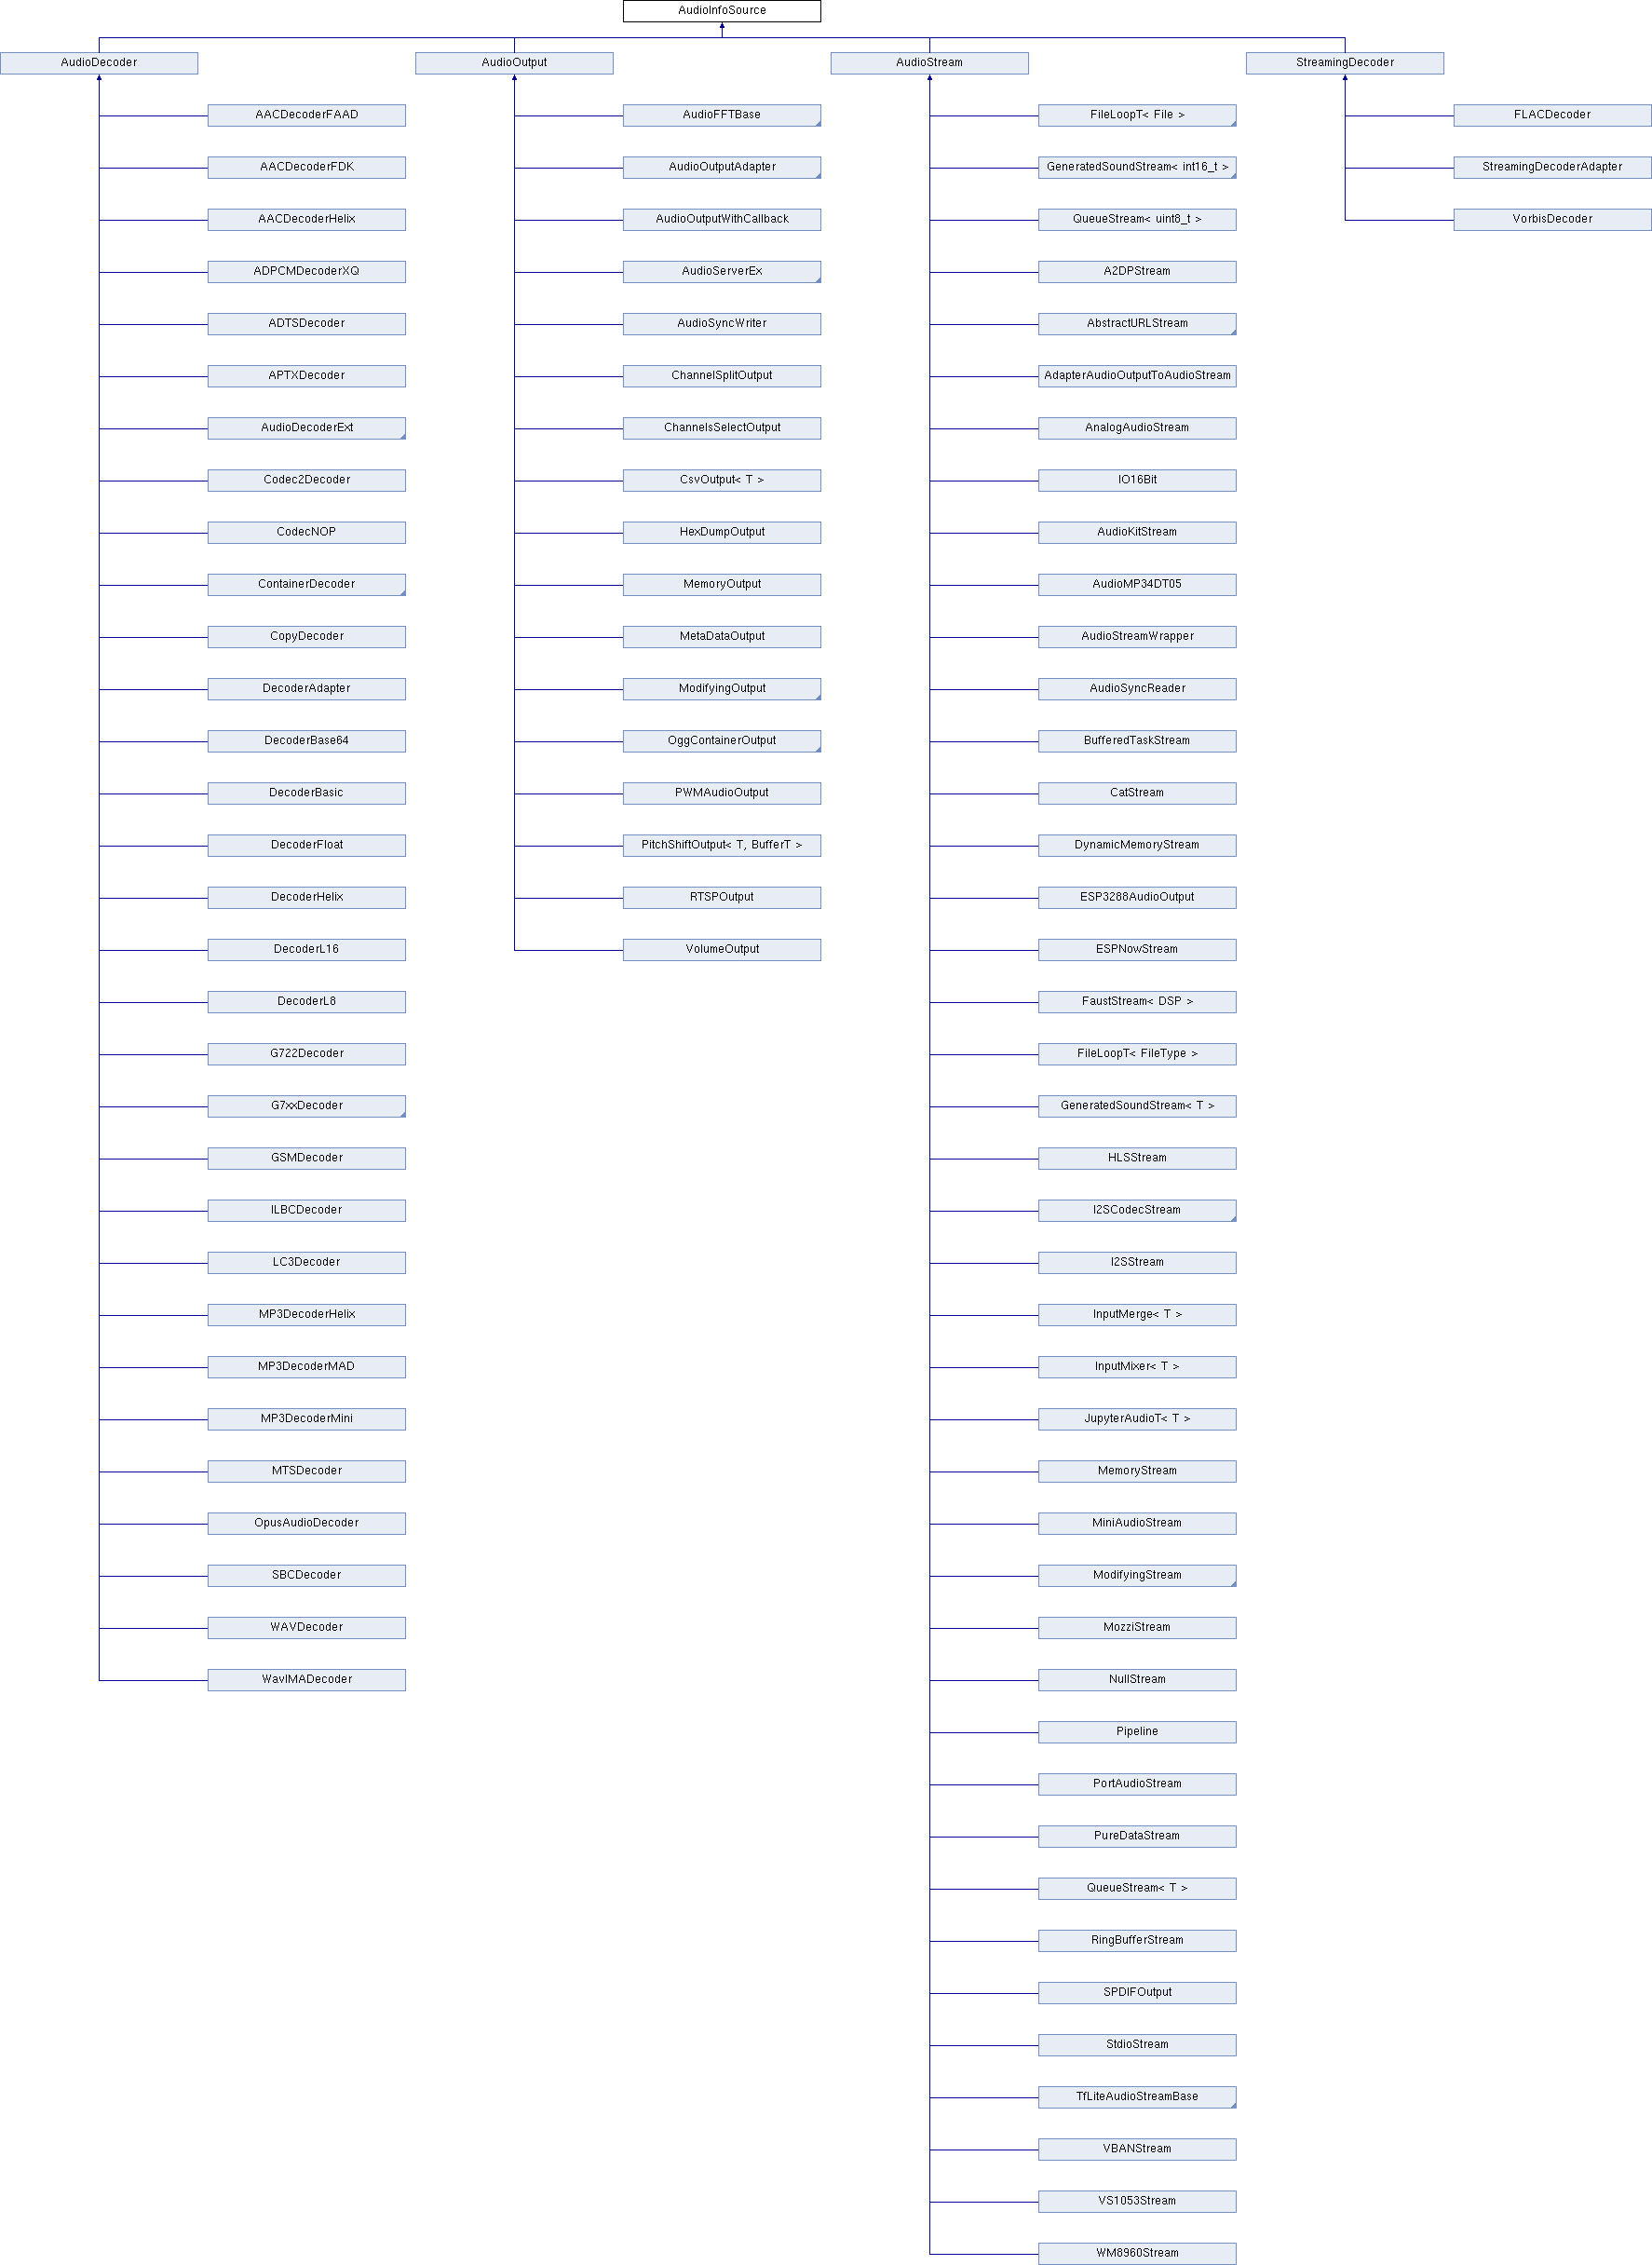 AudioInfoSource
AudioDecoder
AudioOutput
AudioStream
StreamingDecoder
AACDecoderFAAD
AACDecoderFDK
AACDecoderHelix
ADPCMDecoderXQ
ADTSDecoder
APTXDecoder
AudioDecoderExt
Codec2Decoder
CodecNOP
ContainerDecoder
CopyDecoder
DecoderAdapter
DecoderBase64
DecoderBasic
DecoderFloat
DecoderHelix
DecoderL16
DecoderL8
G722Decoder
G7xxDecoder
GSMDecoder
ILBCDecoder
LC3Decoder
MP3DecoderHelix
MP3DecoderMAD
MP3DecoderMini
MTSDecoder
OpusAudioDecoder
SBCDecoder
WAVDecoder
WavIMADecoder
AudioFFTBase
AudioOutputAdapter
AudioOutputWithCallback
AudioServerEx
AudioSyncWriter
ChannelSplitOutput
ChannelsSelectOutput
CsvOutput< T >
HexDumpOutput
MemoryOutput
MetaDataOutput
ModifyingOutput
OggContainerOutput
PWMAudioOutput
PitchShiftOutput< T, BufferT >
RTSPOutput
VolumeOutput
FileLoopT< File >
GeneratedSoundStream< int16_t >
QueueStream< uint8_t >
A2DPStream
AbstractURLStream
AdapterAudioOutputToAudioStream
AnalogAudioStream
IO16Bit
AudioKitStream
AudioMP34DT05
AudioStreamWrapper
AudioSyncReader
BufferedTaskStream
CatStream
DynamicMemoryStream
ESP3288AudioOutput
ESPNowStream
FaustStream< DSP >
FileLoopT< FileType >
GeneratedSoundStream< T >
HLSStream
I2SCodecStream
I2SStream
InputMerge< T >
InputMixer< T >
JupyterAudioT< T >
MemoryStream
MiniAudioStream
ModifyingStream
MozziStream
NullStream
Pipeline
PortAudioStream
PureDataStream
QueueStream< T >
RingBufferStream
SPDIFOutput
StdioStream
TfLiteAudioStreamBase
VBANStream
VS1053Stream
WM8960Stream
FLACDecoder
StreamingDecoderAdapter
VorbisDecoder